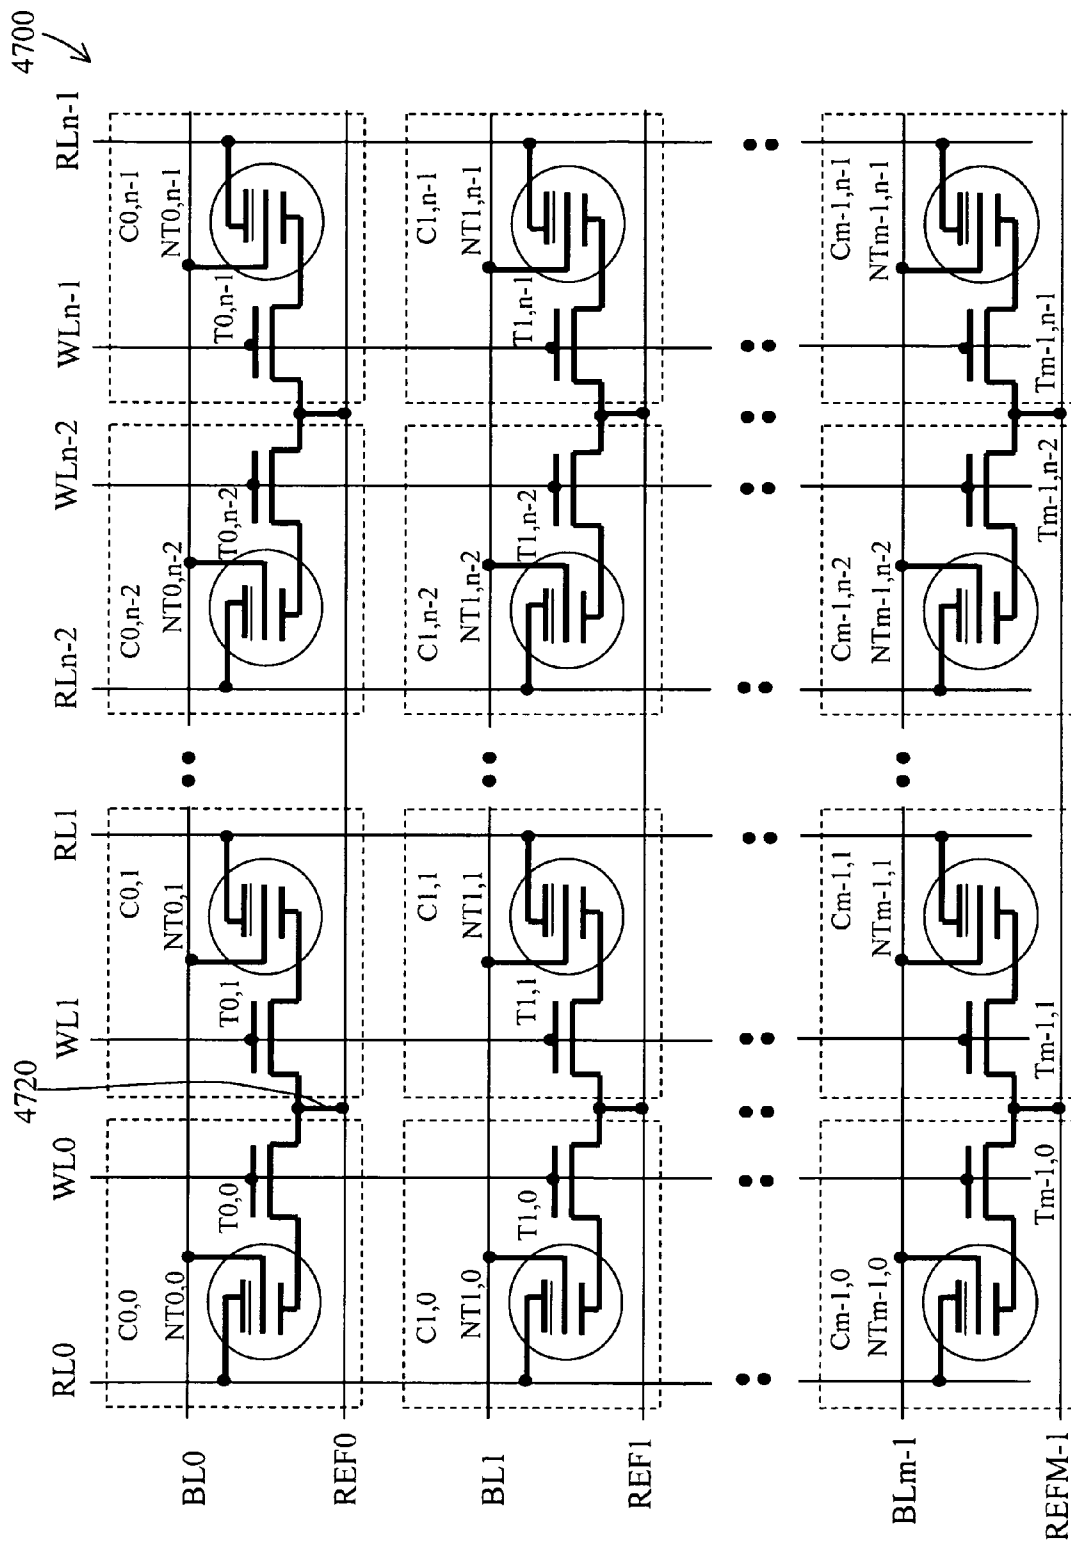 4700
RL0 WL0 4720 WL1 RL1 RLn-2 WLn-2 WLn-1 RLn-1
C0,0 C0,1 C0,n-2 C0,n-1
NT0,0 NT0,1 NT0,n-2 NT0,n-1
T0,0 T0,1 T0,n-2 T0,n-1
BL0
REF0
C1,0 C1,1 C1,n-2 C1,n-1
NT1,0 NT1,1 NT1,n-2 NT1,n-1
T1,0 T1,1 T1,n-2 T1,n-1
BL1
REF1
Cm-1,0 Cm-1,1 Cm-1,n-2 Cm-1,n-1
NTm-1,0 NTm-1,1 NTm-1,n-2 NTm-1,n-1
BLm-1
Tm-1,0 Tm-1,1 Tm-1,n-2 Tm-1,n-1
REFM-1